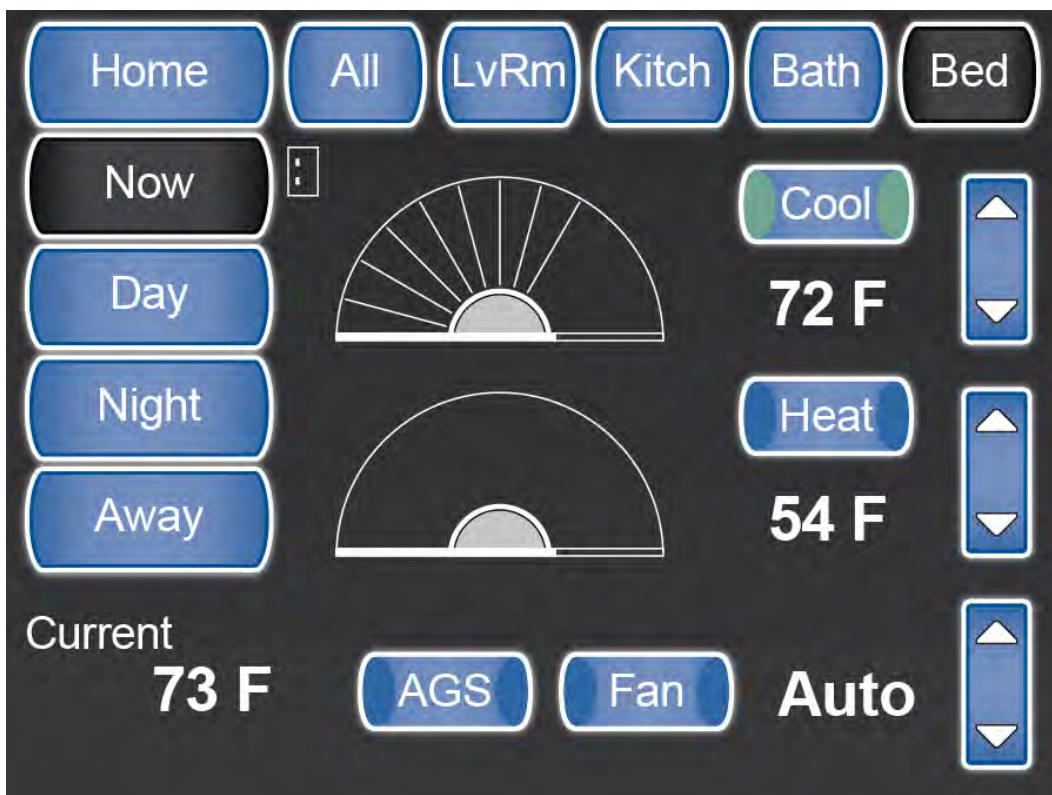 Home All LvRm Kitch Bath Bed
Now
Cool
Day
72 F
Night
Heat
Away
54 F
Current
73 F
AGS Fan Auto